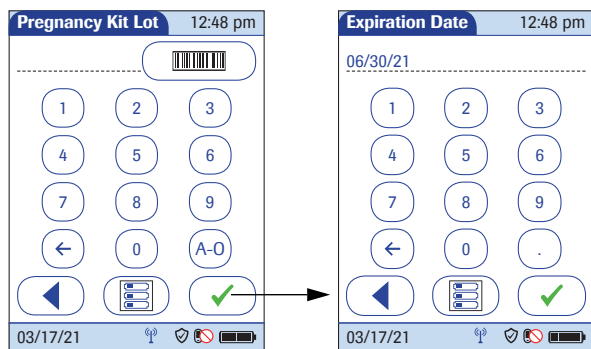 Pregnancy Kit Lot 12:48 pm
1 2 3
4 5 6
7 8 9
← 0 A-O
03/17/21
Expiration Date 12:48 pm
06/30/21
1 2 3
4 5 6
7 8 9
← 0 .
03/17/21